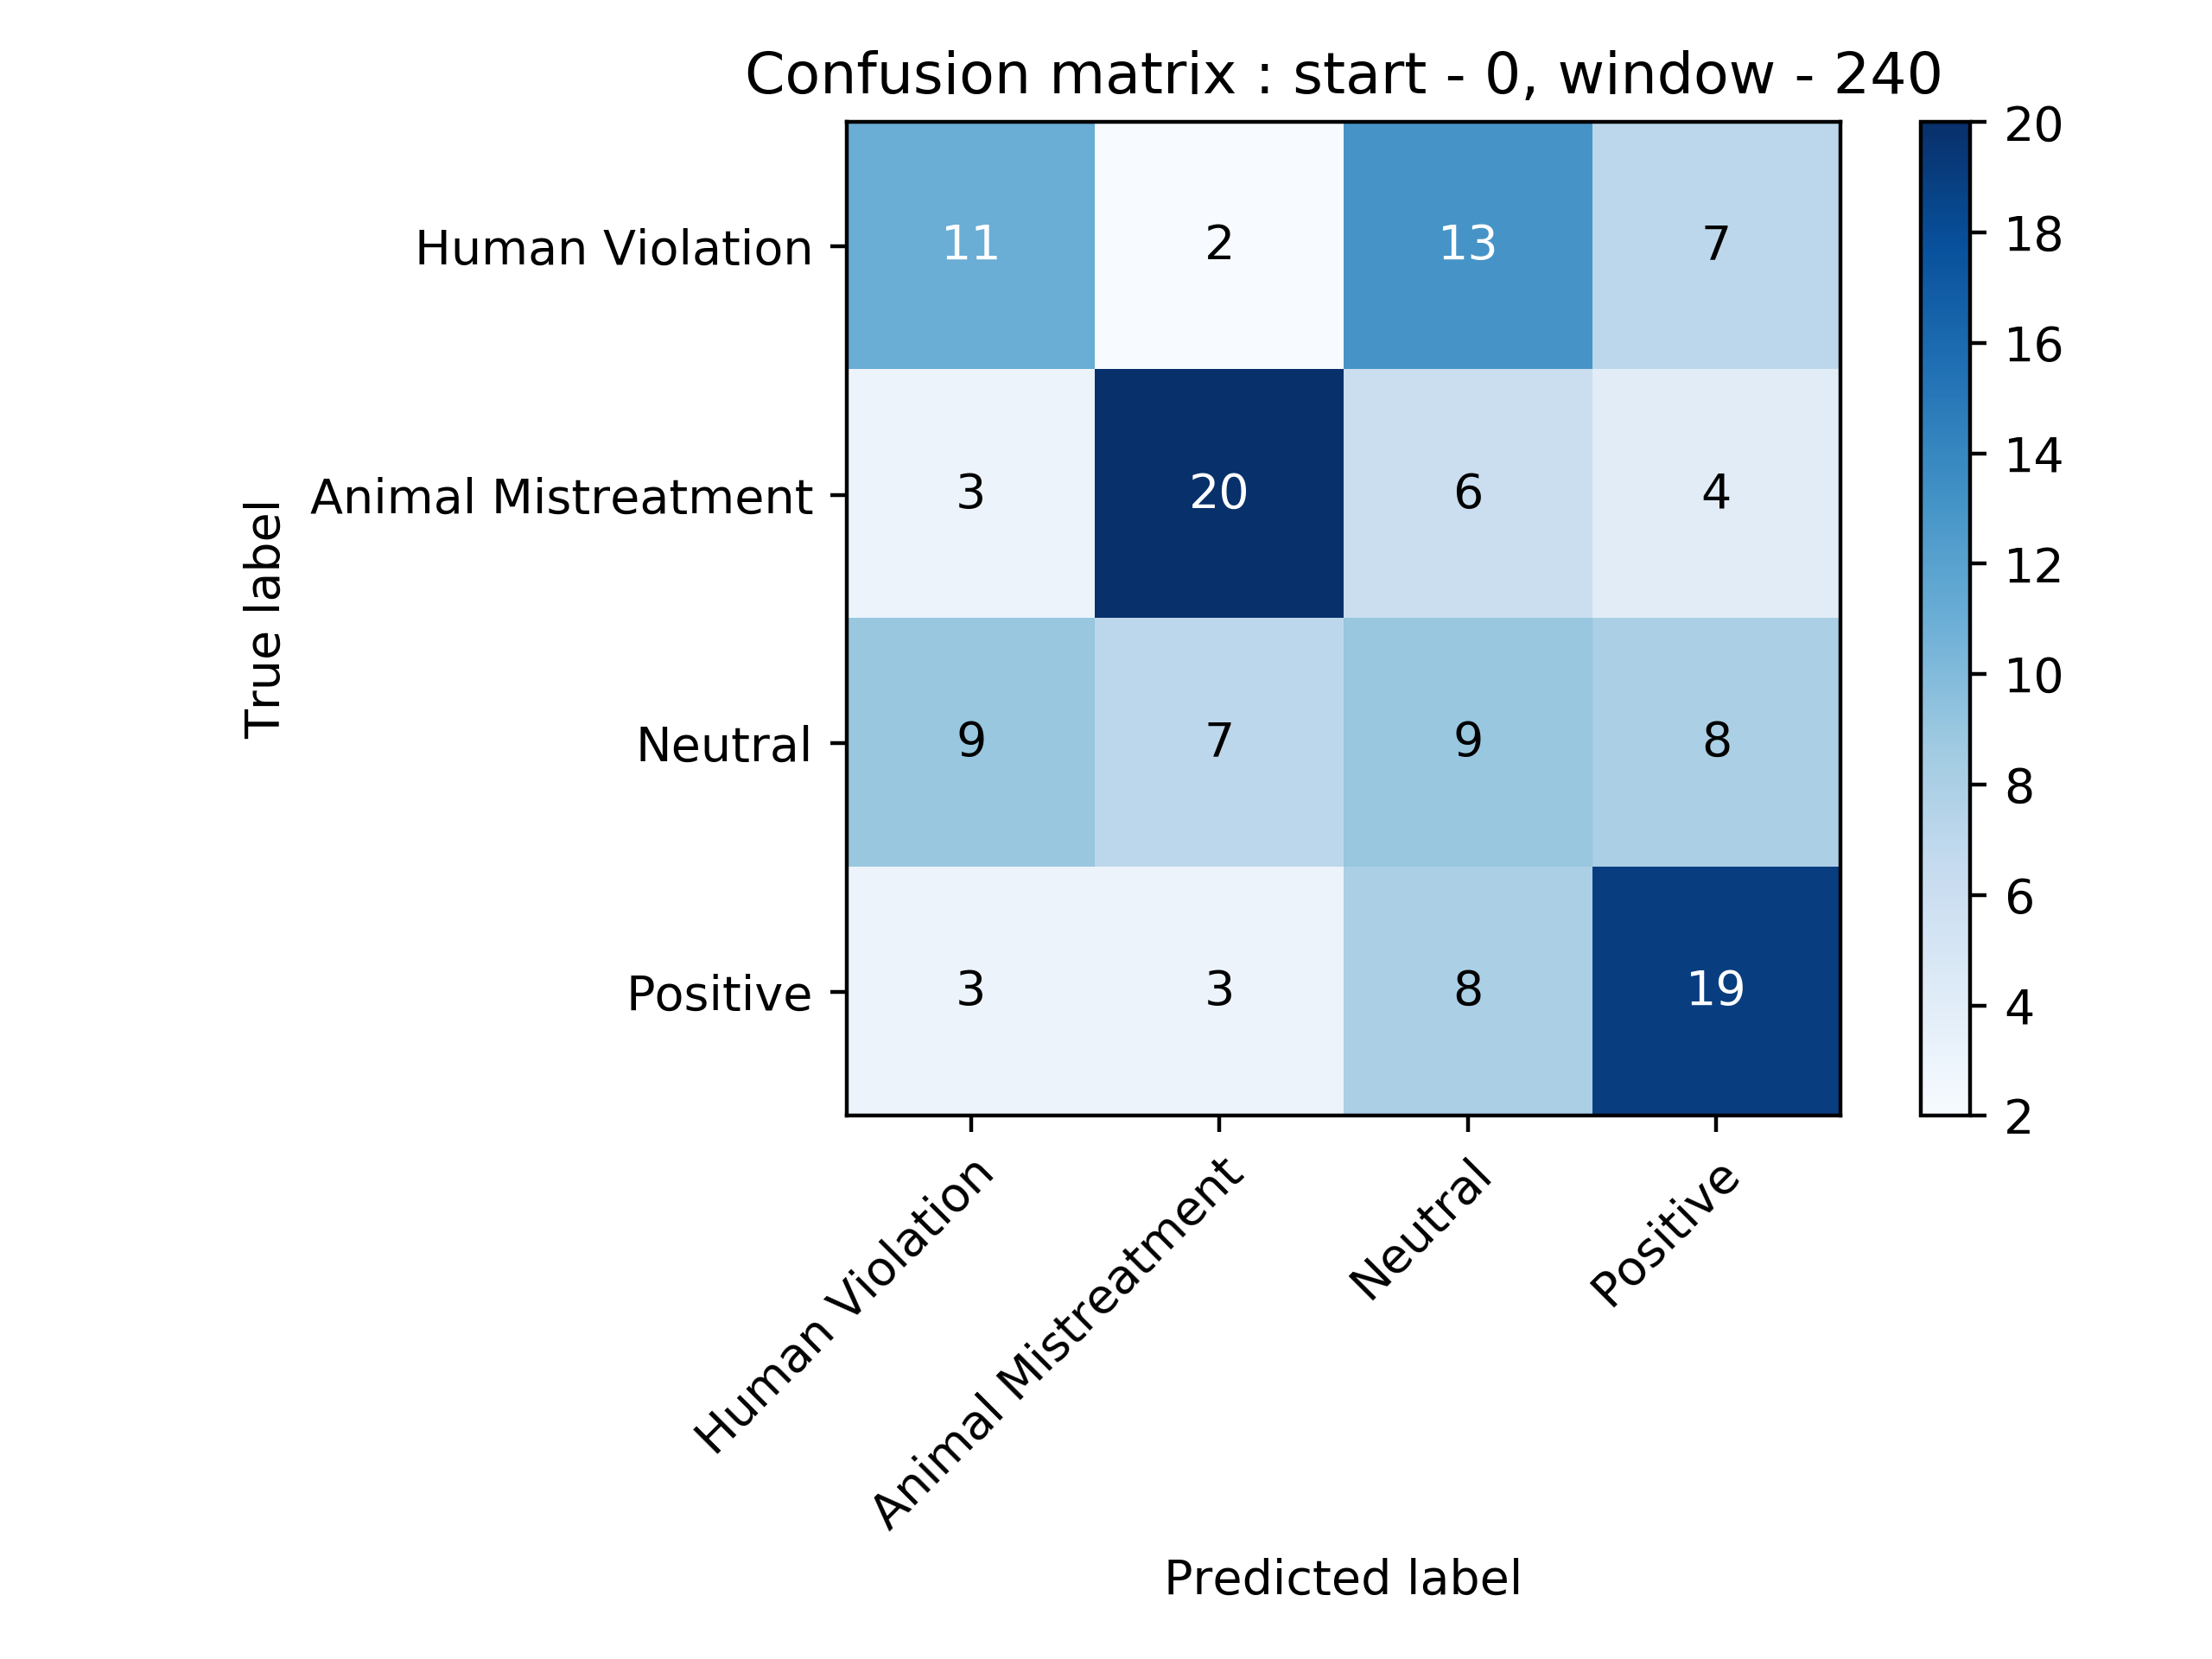 Confusion matrix : start - 0, window - 240
True label
Human Violation 11 2 13 7
Animal Mistreatment 3 20 6 4
Neutral 9 7 9 8
Positive 3 3 8 19
Human Violation
Animal Mistreatment
Neutral
Positive
Predicted label
20
18
16
14
12
10
8
6
4
2